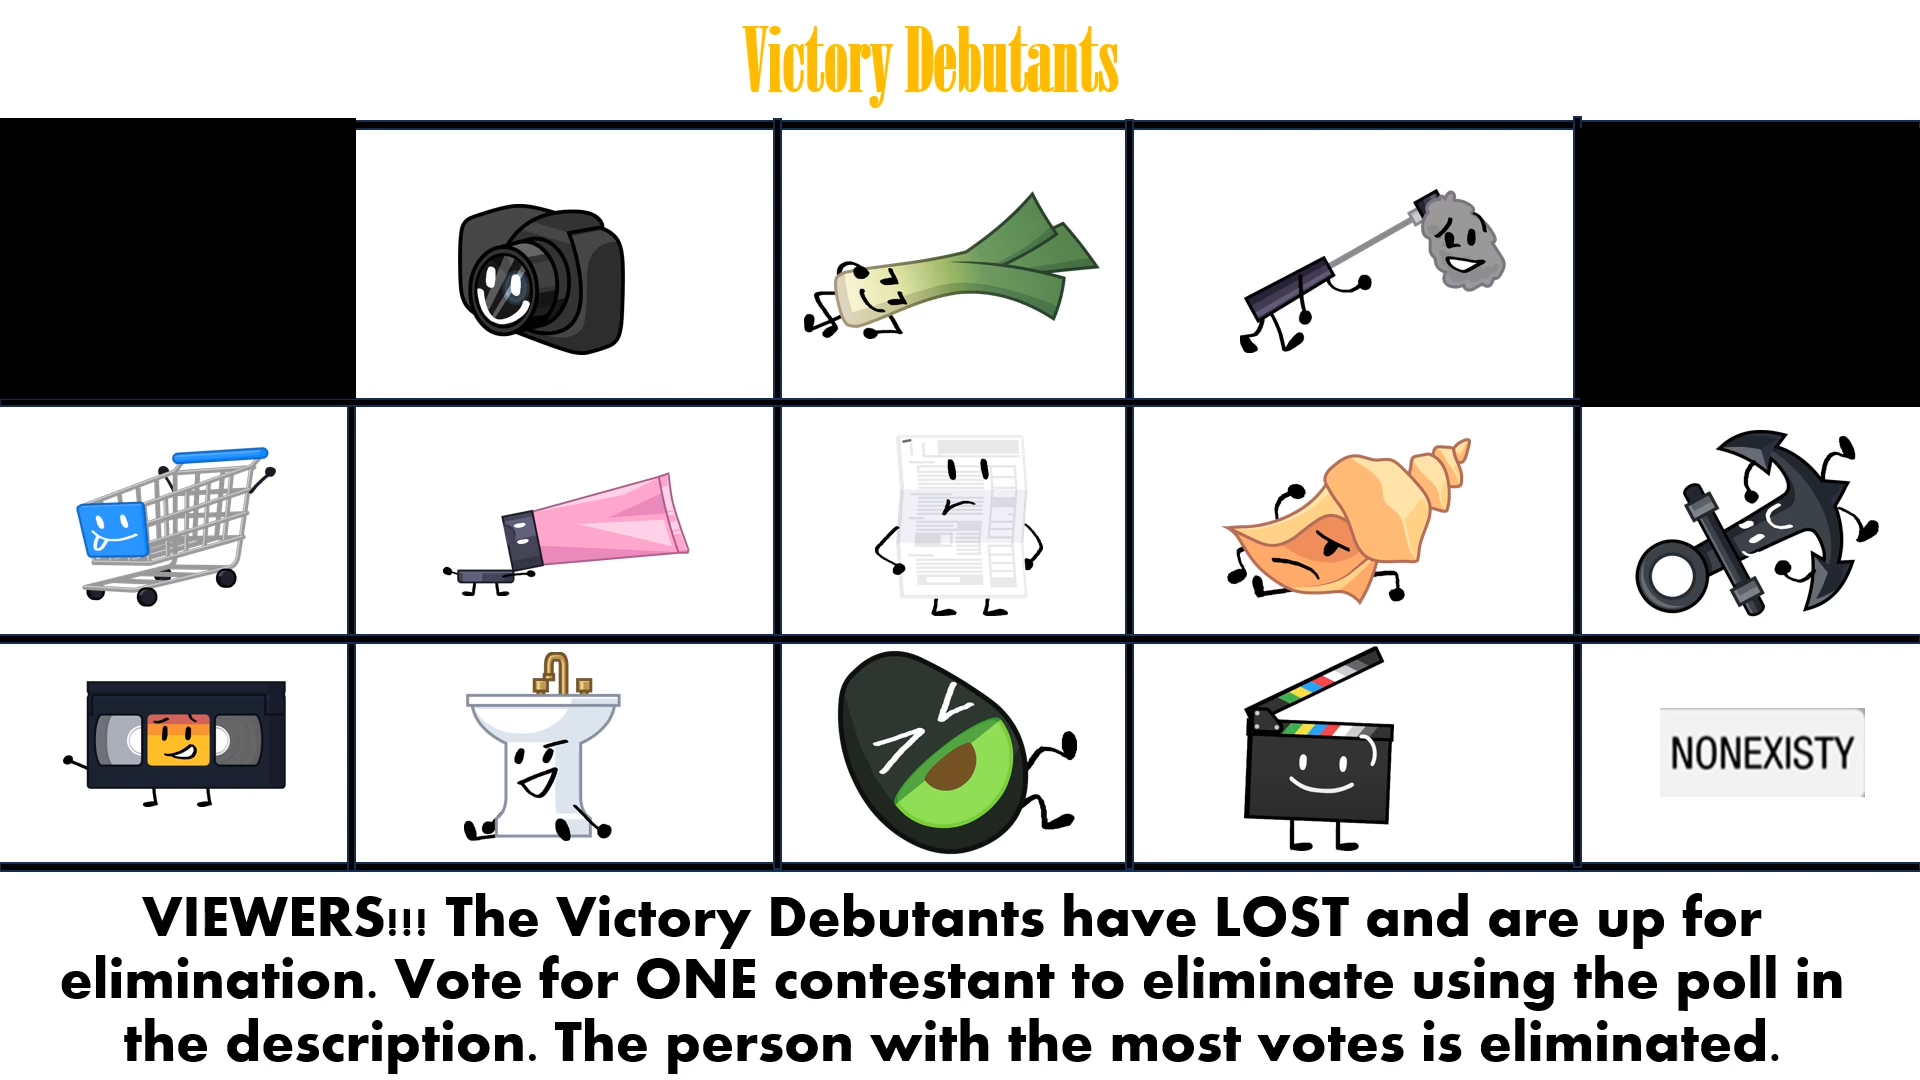 Victory Debutants
NONEXISTY
VIEWERS!!! The Victory Debutants have LOST and are up for
elimination. Vote for ONE contestant to eliminate using the poll in
the description. The person with the most votes is eliminated.